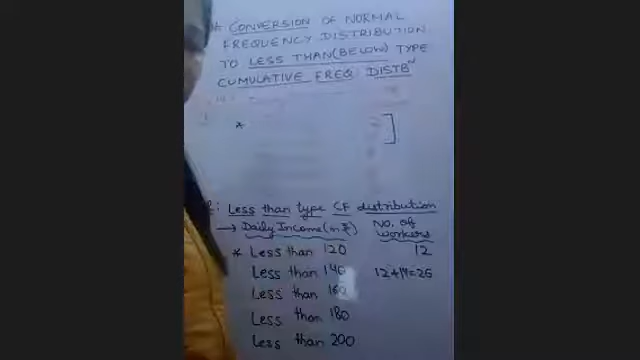 * CONVERSION OF NORMAL
FREQUENCY DISTRIBUTION
TO LESS THAN (BELOW) TYPE
CUMULATIVE FREQ. DISTBⁿ
*
: Less than type CF distribution
→ Daily Income (in ₹) No. of workers
* Less than 120 12
Less than 140 12+14=26
Less than 160
Less than 180
Less than 200